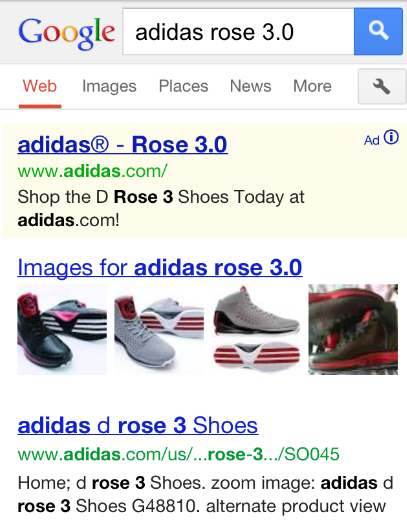 Google adidas rose 3.0
Web Images Places News More
adidas® - Rose 3.0
Ad
www.adidas.com/
Shop the D Rose 3 Shoes Today at
adidas.com!
Images for adidas rose 3.0
adidas d rose 3 Shoes
www.adidas.com/us/...rose-3.../SO045
Home; d rose 3 Shoes. zoom image: adidas d
rose 3 Shoes G48810. alternate product view